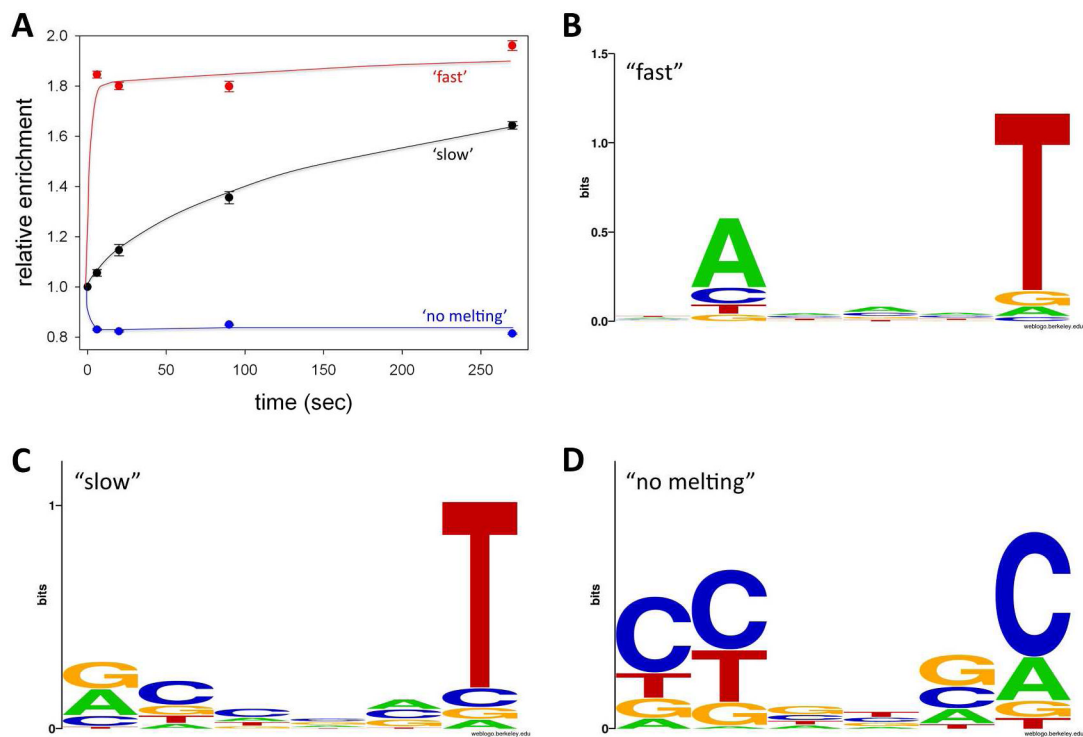 A
2.0
1.8
1.6
1.4
1.2
1.0
0.8
relative enrichment
'fast'
'slow'
'no melting'
0
50
100
150
200
250
time (sec)
B
"fast"
1.5
1.0
0.5
0.0
bits
A
C
T
G
T
G
A
C
weblogo.berkeley.edu
C
"slow"
1
0
bits
G
A
C
T
C
G
T
A
C
G
A
T
A
C
G
T
C
G
A
weblogo.berkeley.edu
D
"no melting"
1
0
bits
C
T
G
A
C
T
G
A
G
C
T
A
T
C
G
A
G
C
A
T
C
A
G
T
weblogo.berkeley.edu